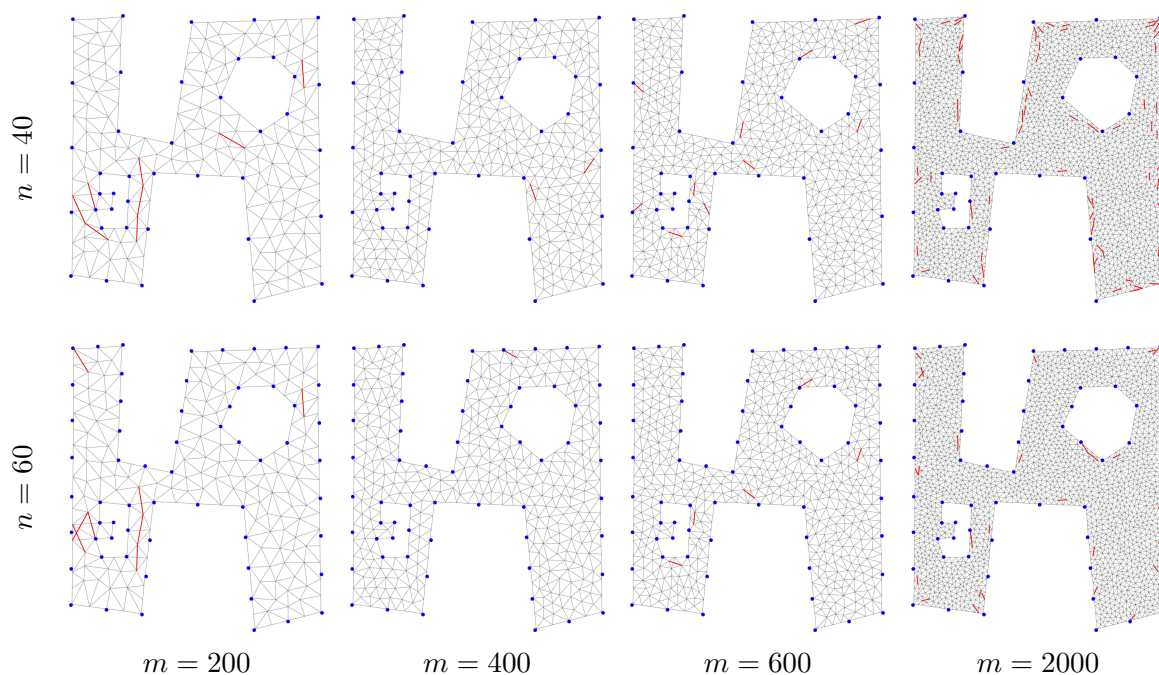 n = 40
n = 60
m = 200
m = 400
m = 600
m = 2000